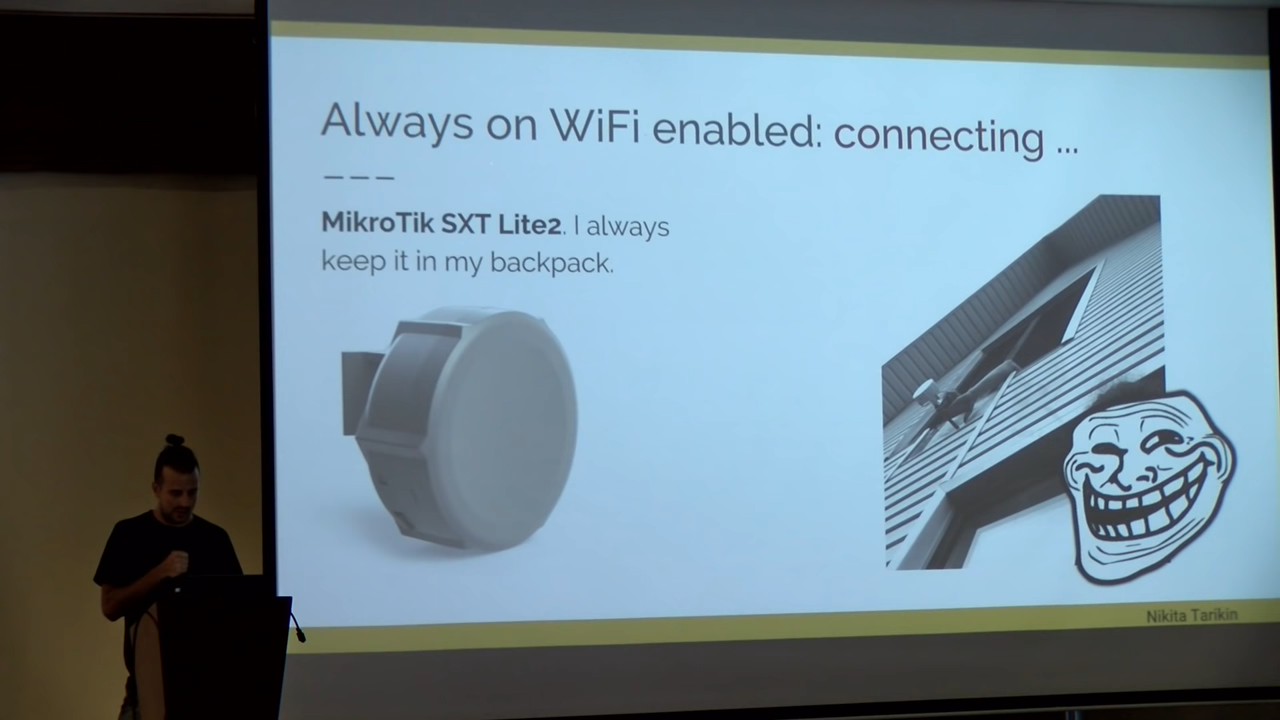 Always on WiFi enabled: connecting ...
———
MikroTik SXT Lite2. I always
keep it in my backpack.
Nikita Tarikin